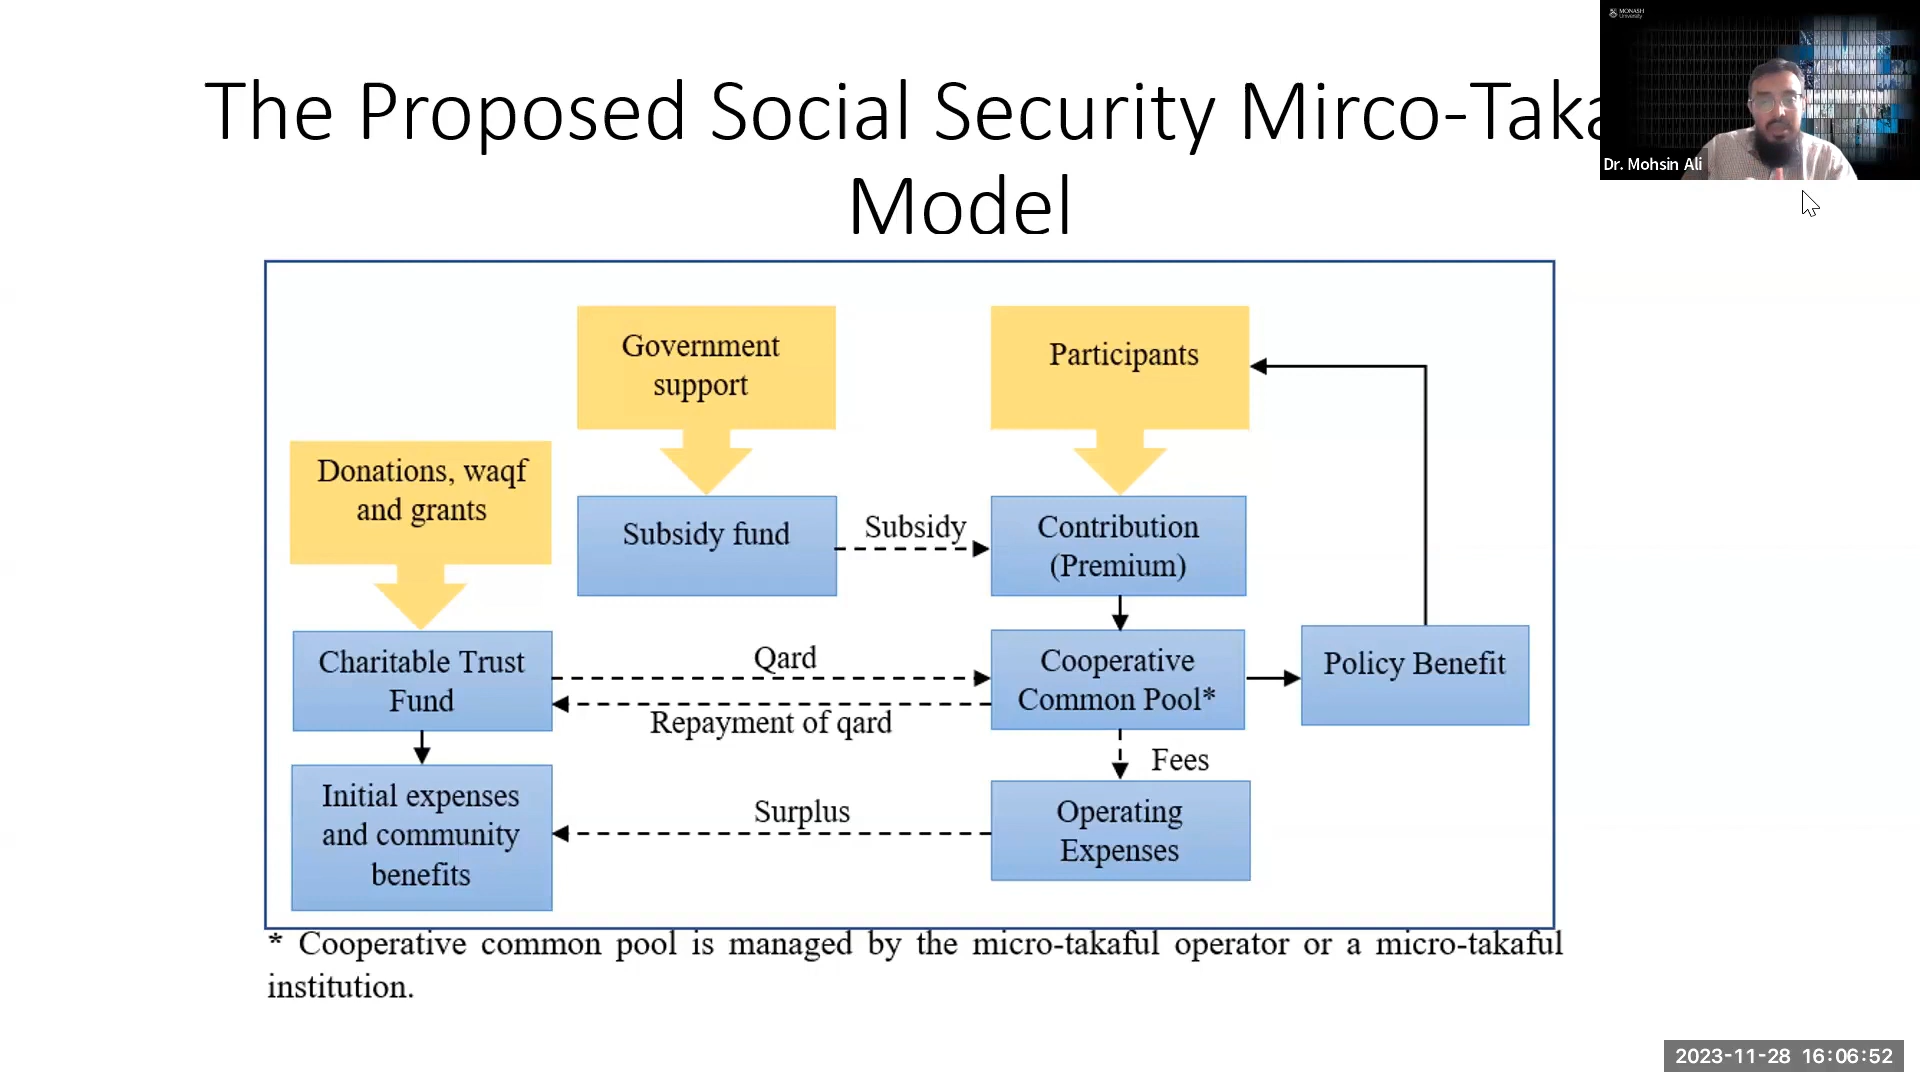 The Proposed Social Security Mirco-Taka
Model
MONASH
University
Dr. Mohsin Ali
Government
support
Participants
Donations, waqf
and grants
Subsidy fund
Subsidy
Contribution
(Premium)
Charitable Trust
Fund
Qard
Repayment of qard
Cooperative
Common Pool*
Policy Benefit
Fees
Initial expenses
and community
benefits
Surplus
Operating
Expenses
* Cooperative common pool is managed by the micro-takaful operator or a micro-takaful
institution.
2023-11-28 16:06:52